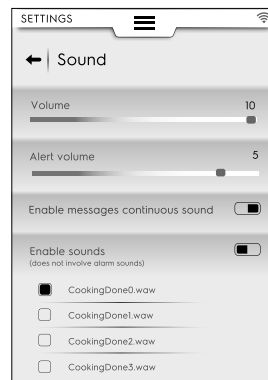 SETTINGS
Sound
Volume 10
Alert volume 5
Enable messages continuous sound
Enable sounds
(does not involve alarm sounds)
CookingDone0.waw
CookingDone1.waw
CookingDone2.waw
CookingDone3.waw